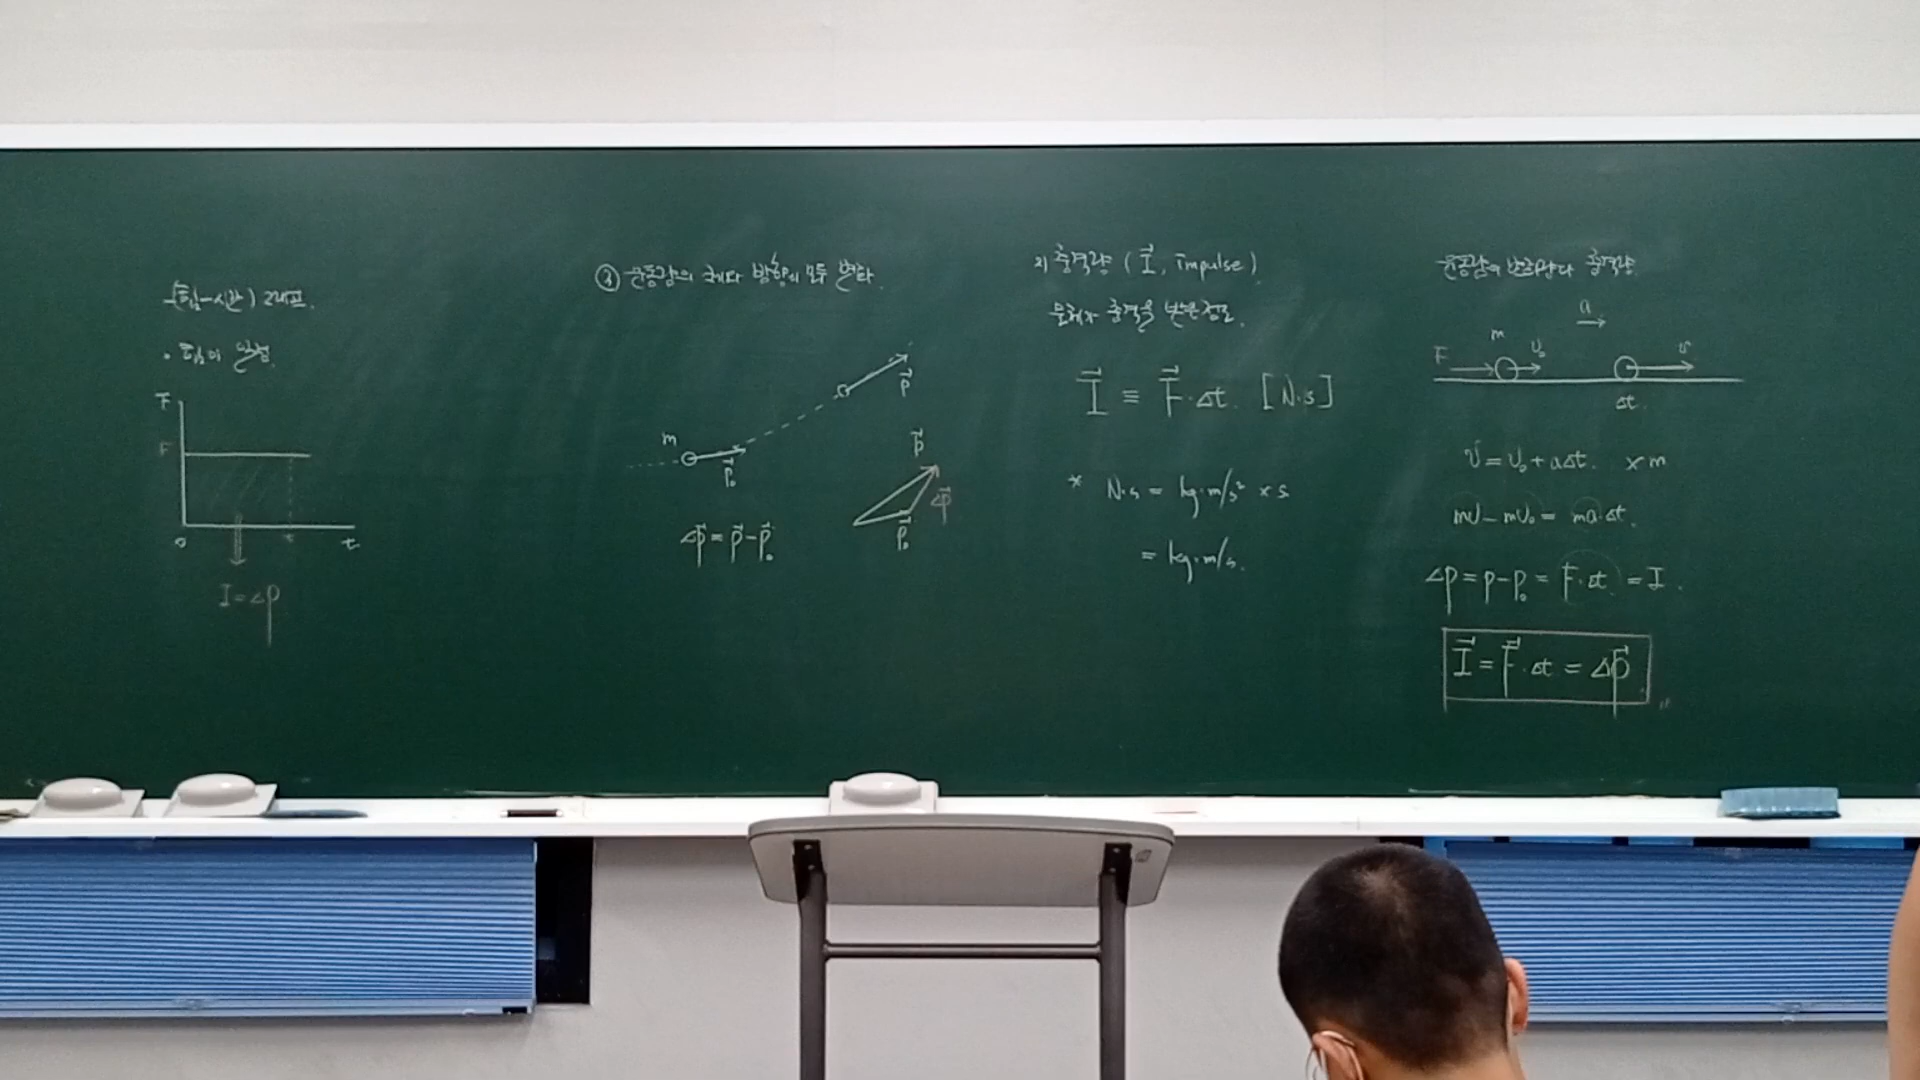 (힘-시간) 그래프.
• 힘이 일정
F
F
0
t
t
I = Δp
③ 운동량의 크기와 방향이 모두 변화.
m
p⃗₀
p⃗
Δp⃗ = p⃗ - p⃗₀
p⃗
Δp⃗
p⃗₀
2) 충격량 (I⃗, impulse)
물체가 충격을 받은 정도.
I⃗ ≡ F⃗·Δt. [N·s]
* N·s = kg·m/s² × s
= kg·m/s.
운동량의 변화량과 충격량.
a
F
m
v₀
v
Δt
v = v₀ + aΔt. × m
mv - mv₀ = ma·Δt.
Δp = p - p₀ = F·Δt = I.
I⃗ = F⃗·Δt = Δp⃗